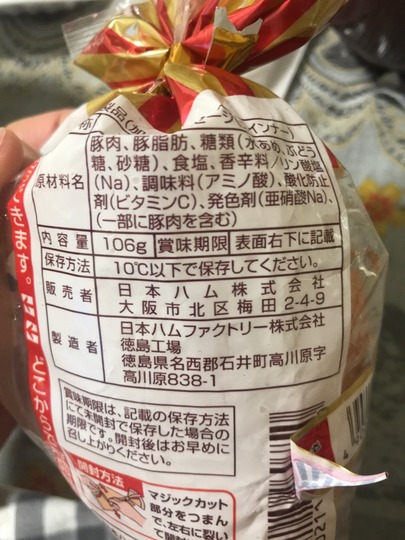 豚肉、豚脂肪、糖類(水あめ、ぶどう
糖、砂糖)、食塩、香辛料/リン酸塩
原材料名
(Na)、調味料(アミノ酸)、酸化防止
剤(ビタミンC)、発色剤(亜硝酸Na)、
(一部に豚肉を含む)
内容量 106g 賞味期限 表面右下に記載
保存方法 10℃以下で保存してください。
販売者 日本ハム株式会社
大阪市北区梅田2-4-9
製造者 日本ハムファクトリー株式会社
徳島工場
徳島県名西郡石井町高川原字
高川原838-1
賞味期限は、記載の保存方法
にて未開封で保存した場合の
期限です。開封後はお早めに
召し上がりください。
開封方法
マジックカット
部分をつまん
で、左右に裂い
きます。
どこからで